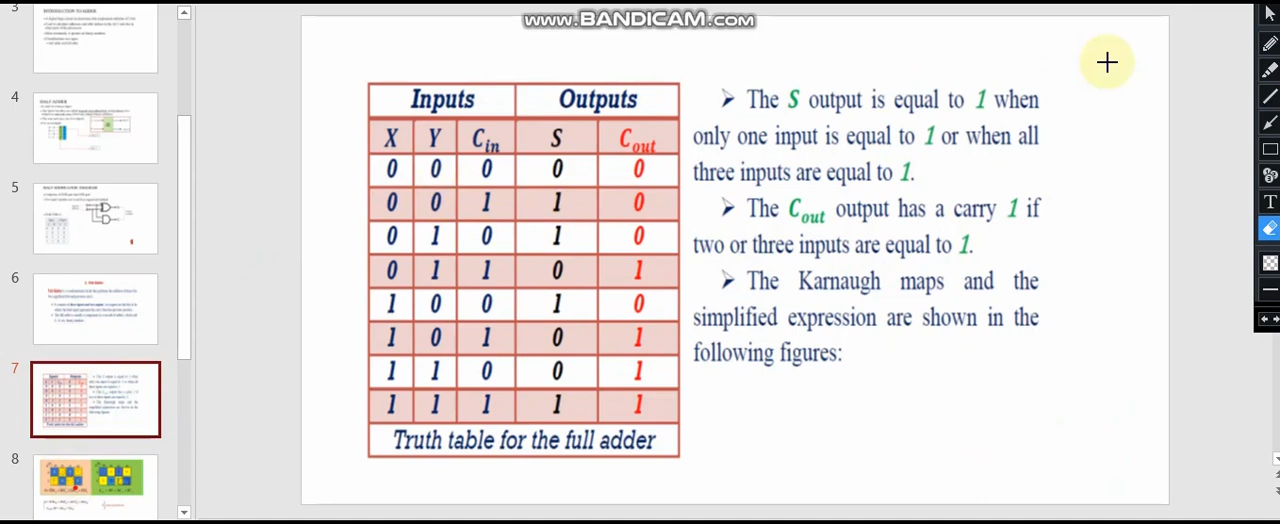 www.BANDICAM.com
3
INTRODUCTION TO ADDER
4
HALF ADDER
5
6
7
8
Inputs Outputs
X Y Cin S Cout
0 0 0 0 0
0 0 1 1 0
0 1 0 1 0
0 1 1 0 1
1 0 0 1 0
1 0 1 0 1
1 1 0 0 1
1 1 1 1 1
Truth table for the full adder
➢ The S output is equal to 1 when
only one input is equal to 1 or when all
three inputs are equal to 1.
➢ The Cout output has a carry 1 if
two or three inputs are equal to 1.
➢ The Karnaugh maps and the
simplified expression are shown in the
following figures:
T